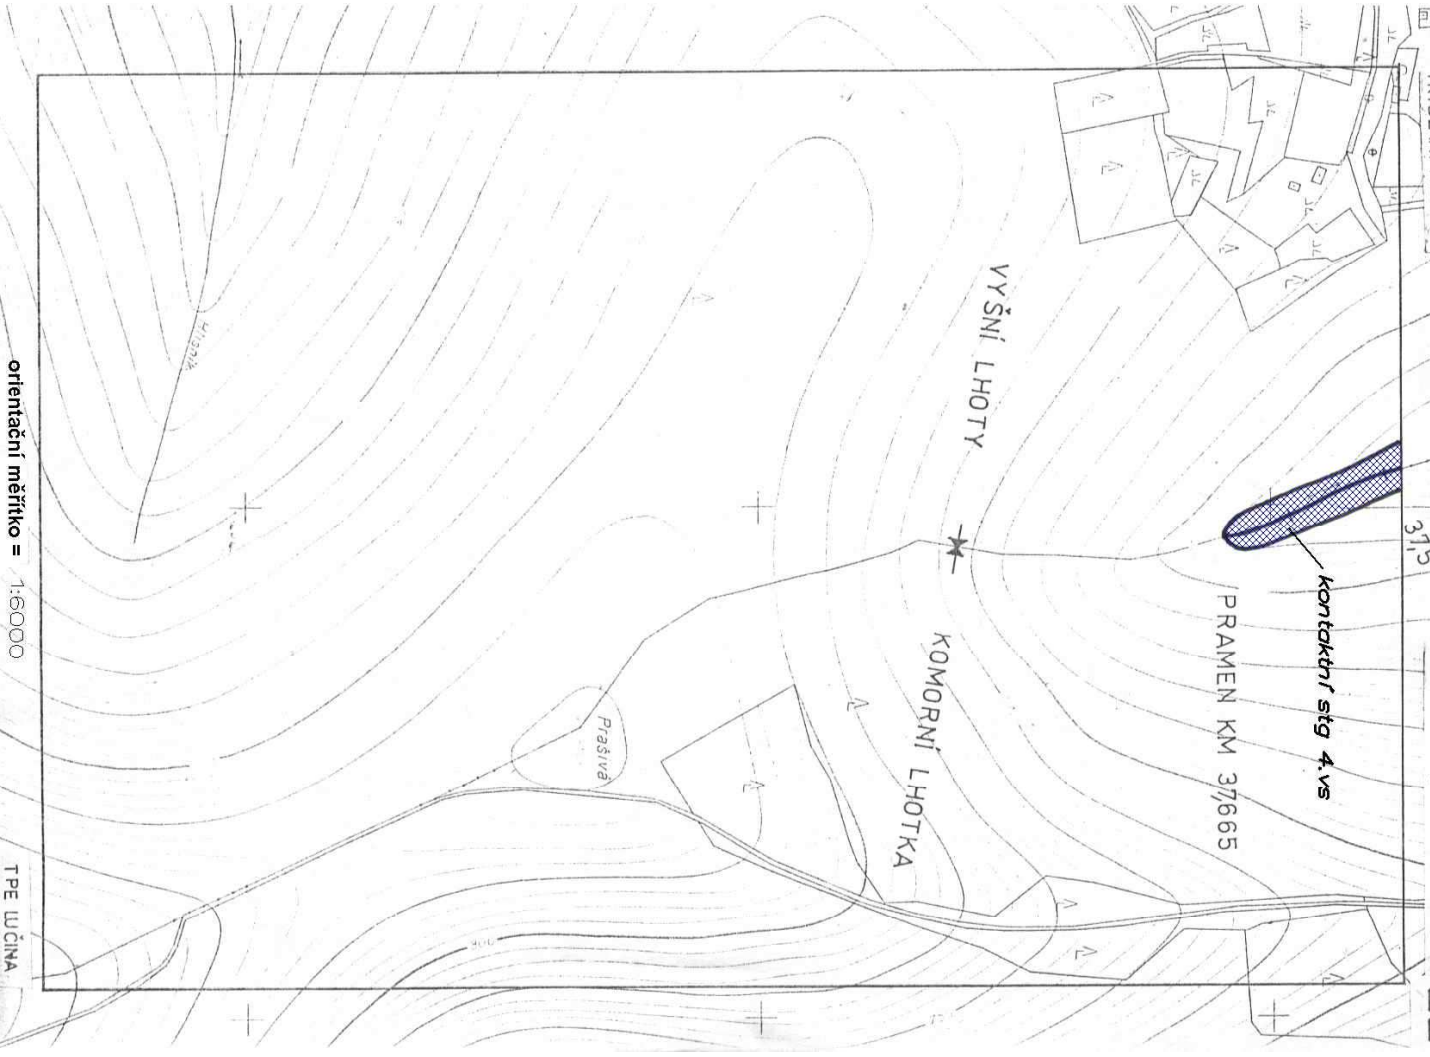 VYŠNÍ LHOTY
KOMORNÍ LHOTKA
PRAMEN KM 37,665
kontaktní stg 4.vs
37,5
Prašivá
orientační měřítko = 1:6000
TPE LUČINA